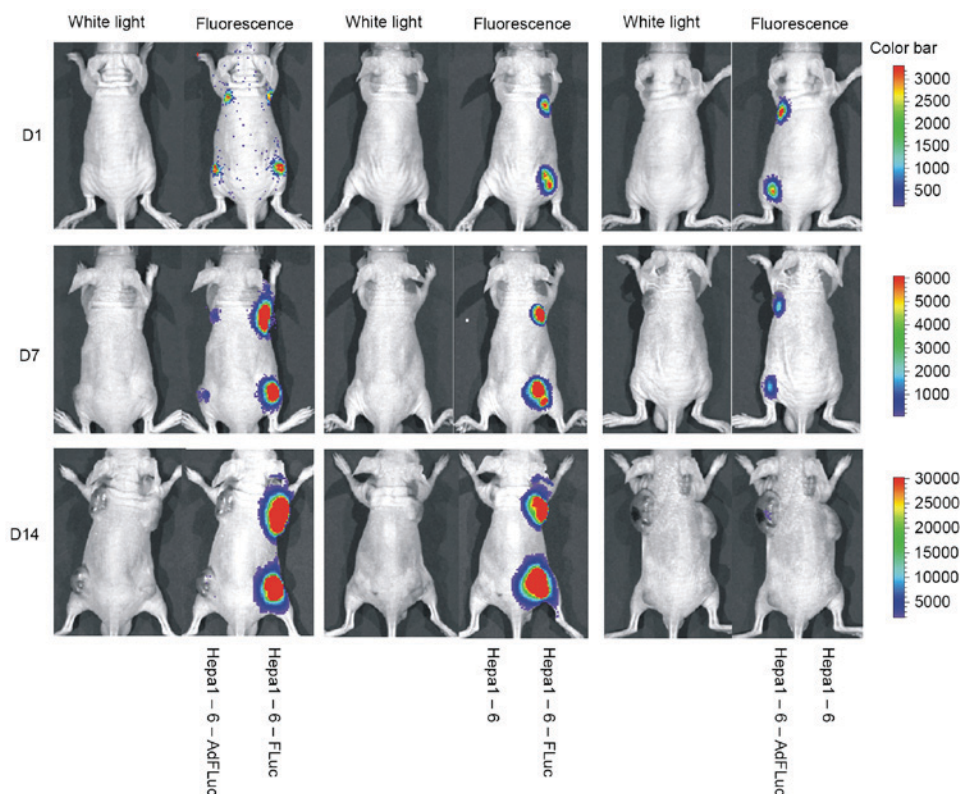 White light
Fluorescence
White light
Fluorescence
White light
Fluorescence
Color bar
D1
3000
2500
2000
1500
1000
500
D7
6000
5000
4000
3000
2000
1000
D14
30000
25000
20000
15000
10000
5000
Hepa1 – 6 – AdFLuc
Hepa1 – 6 – FLuc
Hepa1 – 6
Hepa1 – 6 – FLuc
Hepa1 – 6 – AdFLuc
Hepa1 – 6